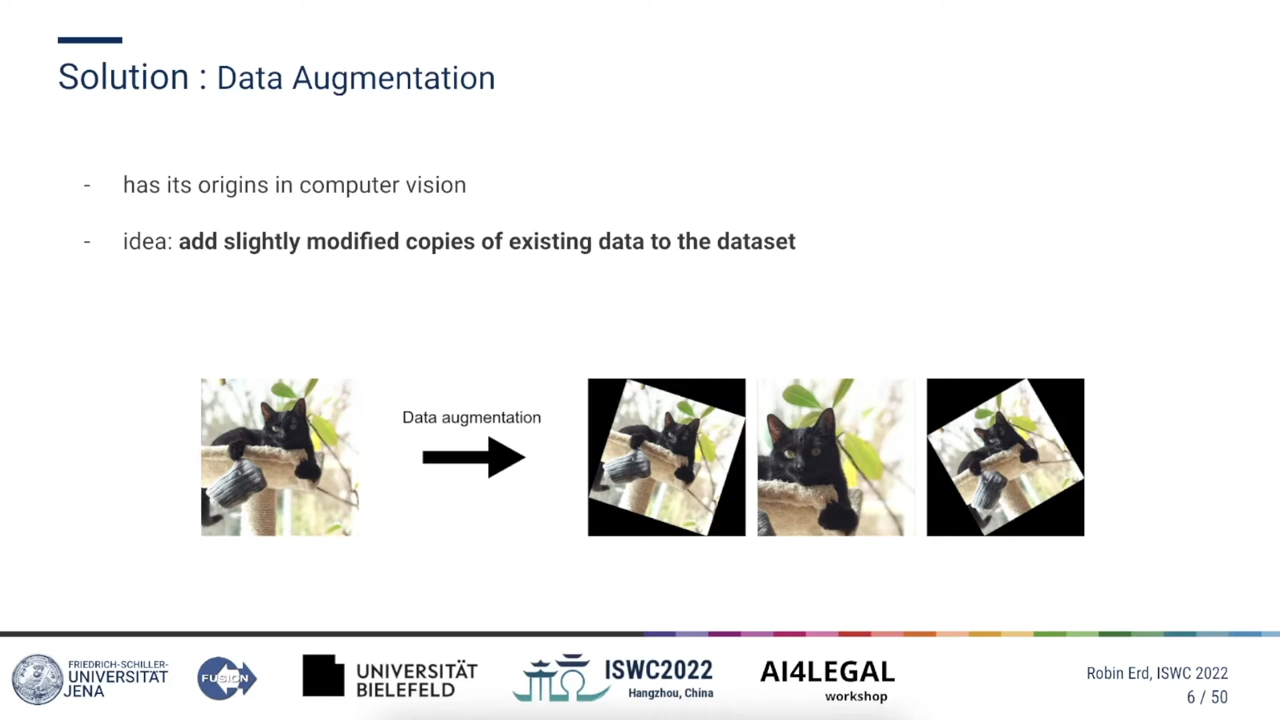 Solution : Data Augmentation
- has its origins in computer vision
- idea: add slightly modified copies of existing data to the dataset
Data augmentation
FRIEDRICH-SCHILLER-
UNIVERSITÄT
JENA
FUSION
UNIVERSITÄT
BIELEFELD
ISWC2022
Hangzhou, China
AI4LEGAL
workshop
Robin Erd, ISWC 2022
6 / 50